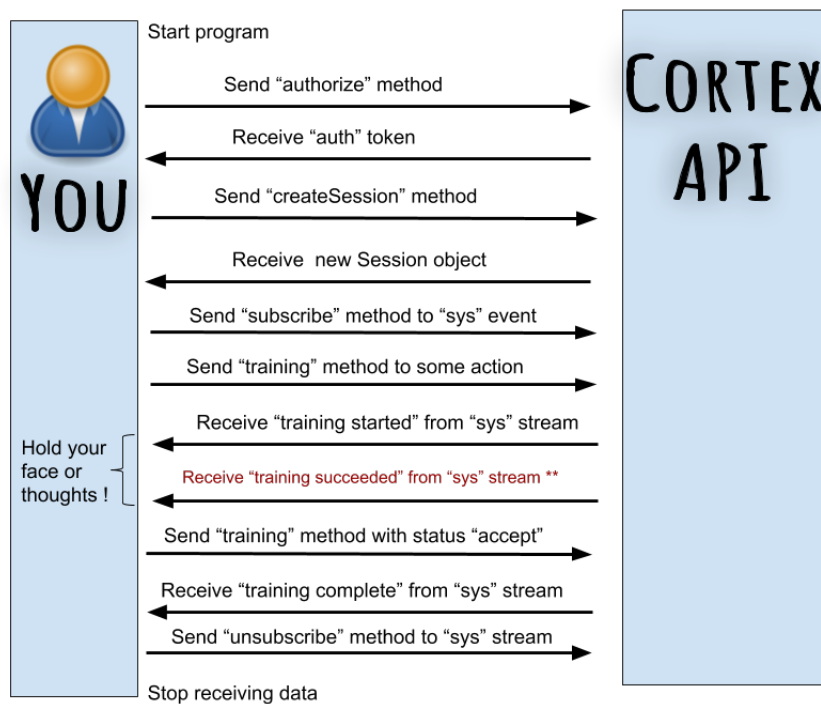 Start program
YOU
CORTEX
API
Send “authorize” method
Receive “auth” token
Send “createSession” method
Receive  new Session object
Send “subscribe” method to “sys” event
Send “training” method to some action
Receive “training started” from “sys” stream
Hold your
face or
thoughts !
Receive “training succeeded” from “sys” stream **
Send “training” method with status “accept”
Receive “training complete” from “sys” stream
Send “unsubscribe” method to “sys” stream
Stop receiving data